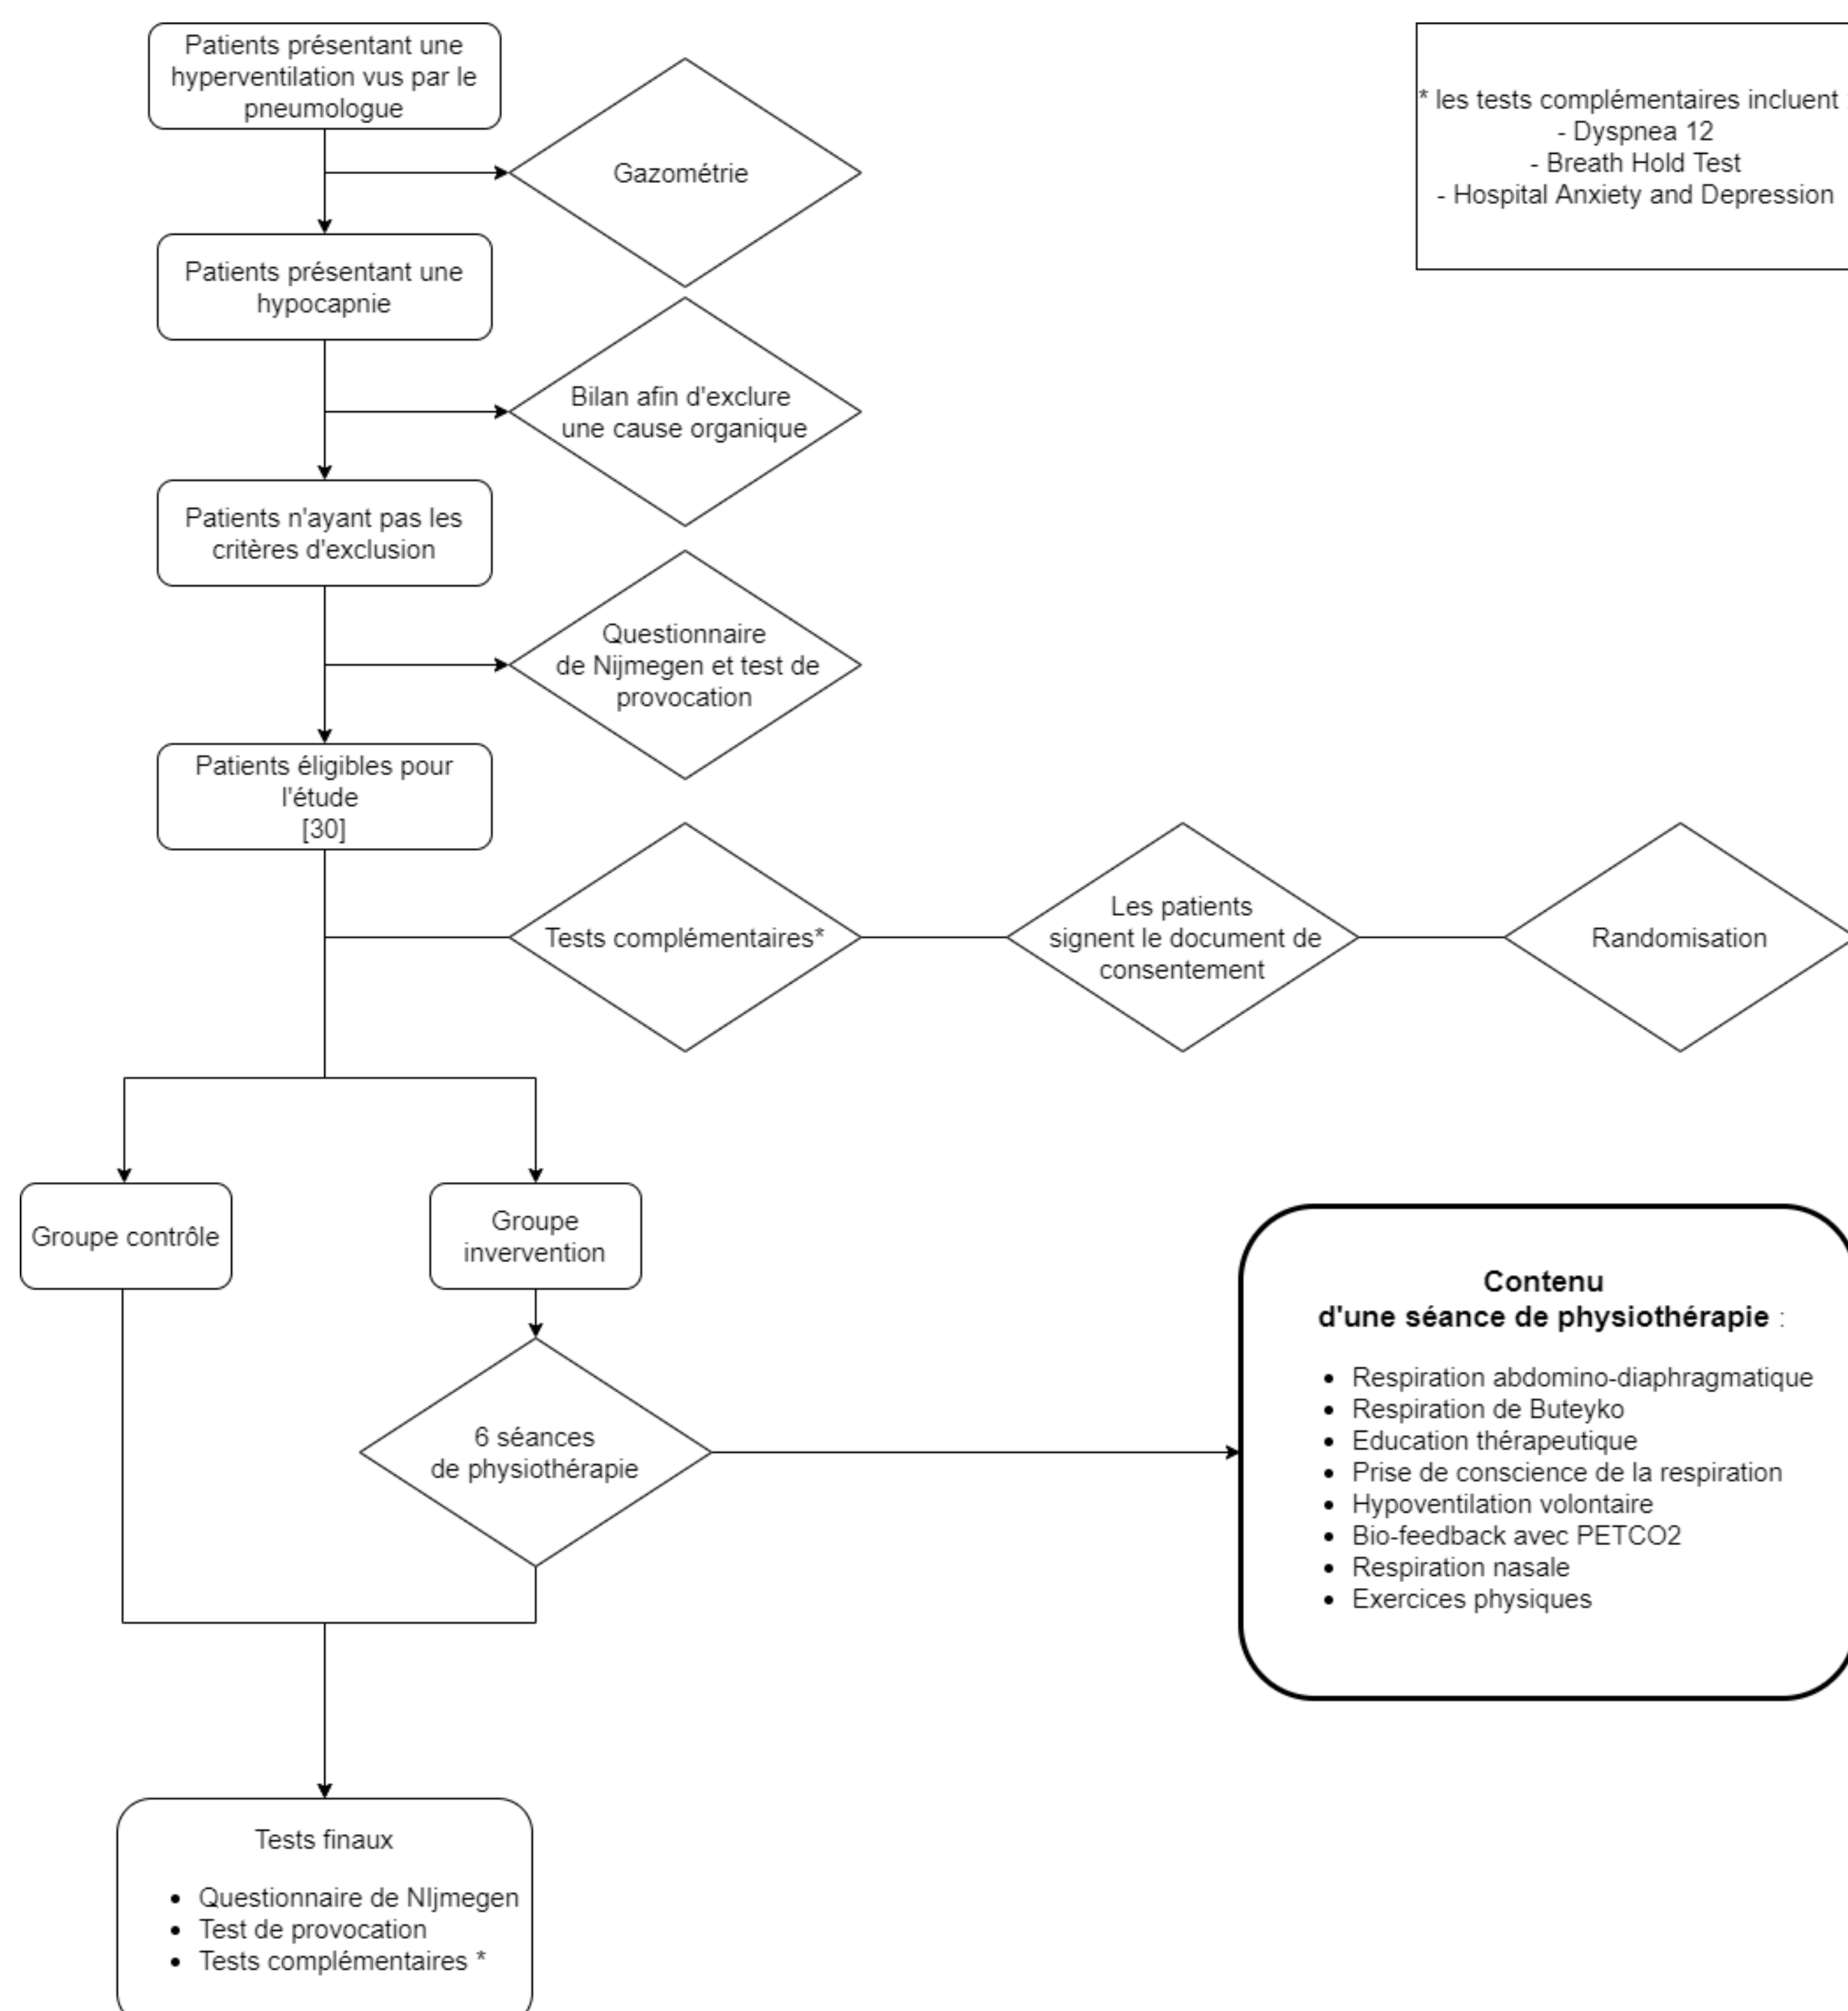 Patients présentant une
hyperventilation vus par le
pneumologue
* les tests complémentaires incluent
- Dyspnea 12
- Breath Hold Test
- Hospital Anxiety and Depression
Gazométrie
Patients présentant une
hypocapnie
Bilan afin d'exclure
une cause organique
Patients n'ayant pas les
critères d'exclusion
Questionnaire
de Nijmegen et test de
provocation
Patients éligibles pour
l'étude
[30]
Tests complémentaires*
Les patients
signent le document de
consentement
Randomisation
Groupe contrôle
Groupe
invervention
6 séances
de physiothérapie
Contenu
d'une séance de physiothérapie :
• Respiration abdomino-diaphragmatique
• Respiration de Buteyko
• Education thérapeutique
• Prise de conscience de la respiration
• Hypoventilation volontaire
• Bio-feedback avec PETCO2
• Respiration nasale
• Exercices physiques
Tests finaux
• Questionnaire de NIjmegen
• Test de provocation
• Tests complémentaires *